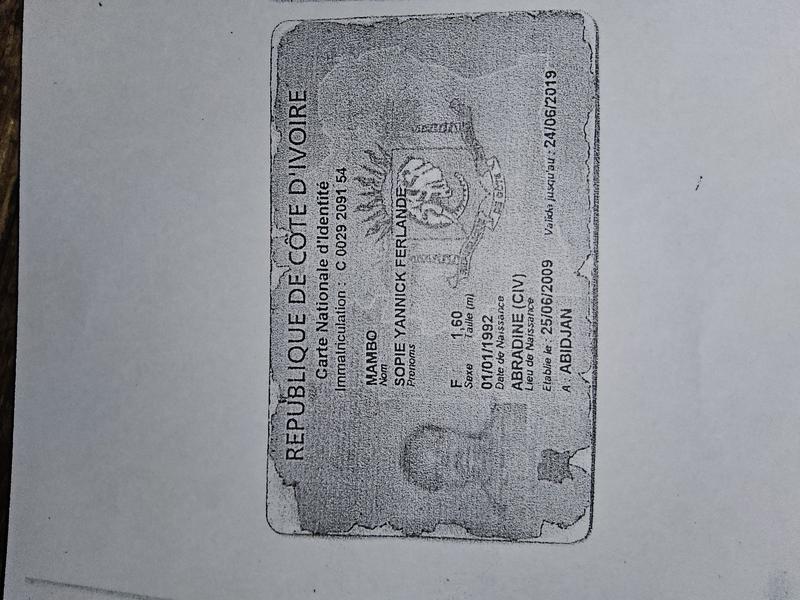 REPUBLIQUE DE CÔTE D'IVOIRE
Carte Nationale d'Identité
Immatriculation : C 0029 2091 54
MAMBO
Nom
SOPIE YANNICK FERLANDE
Prenoms
F 1,60
Sexe Taille (m)
01/01/1992
Date de Naissance
ABRADINE (CIV)
Lieu de Naissance
Etablie le : 25/06/2009 Valide jusqu'au : 24/06/2019
A ABIDJAN